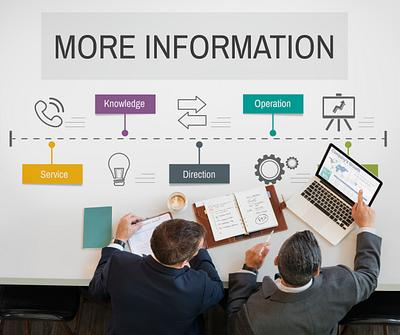 MORE INFORMATION
Knowledge
Operation
Service
Direction